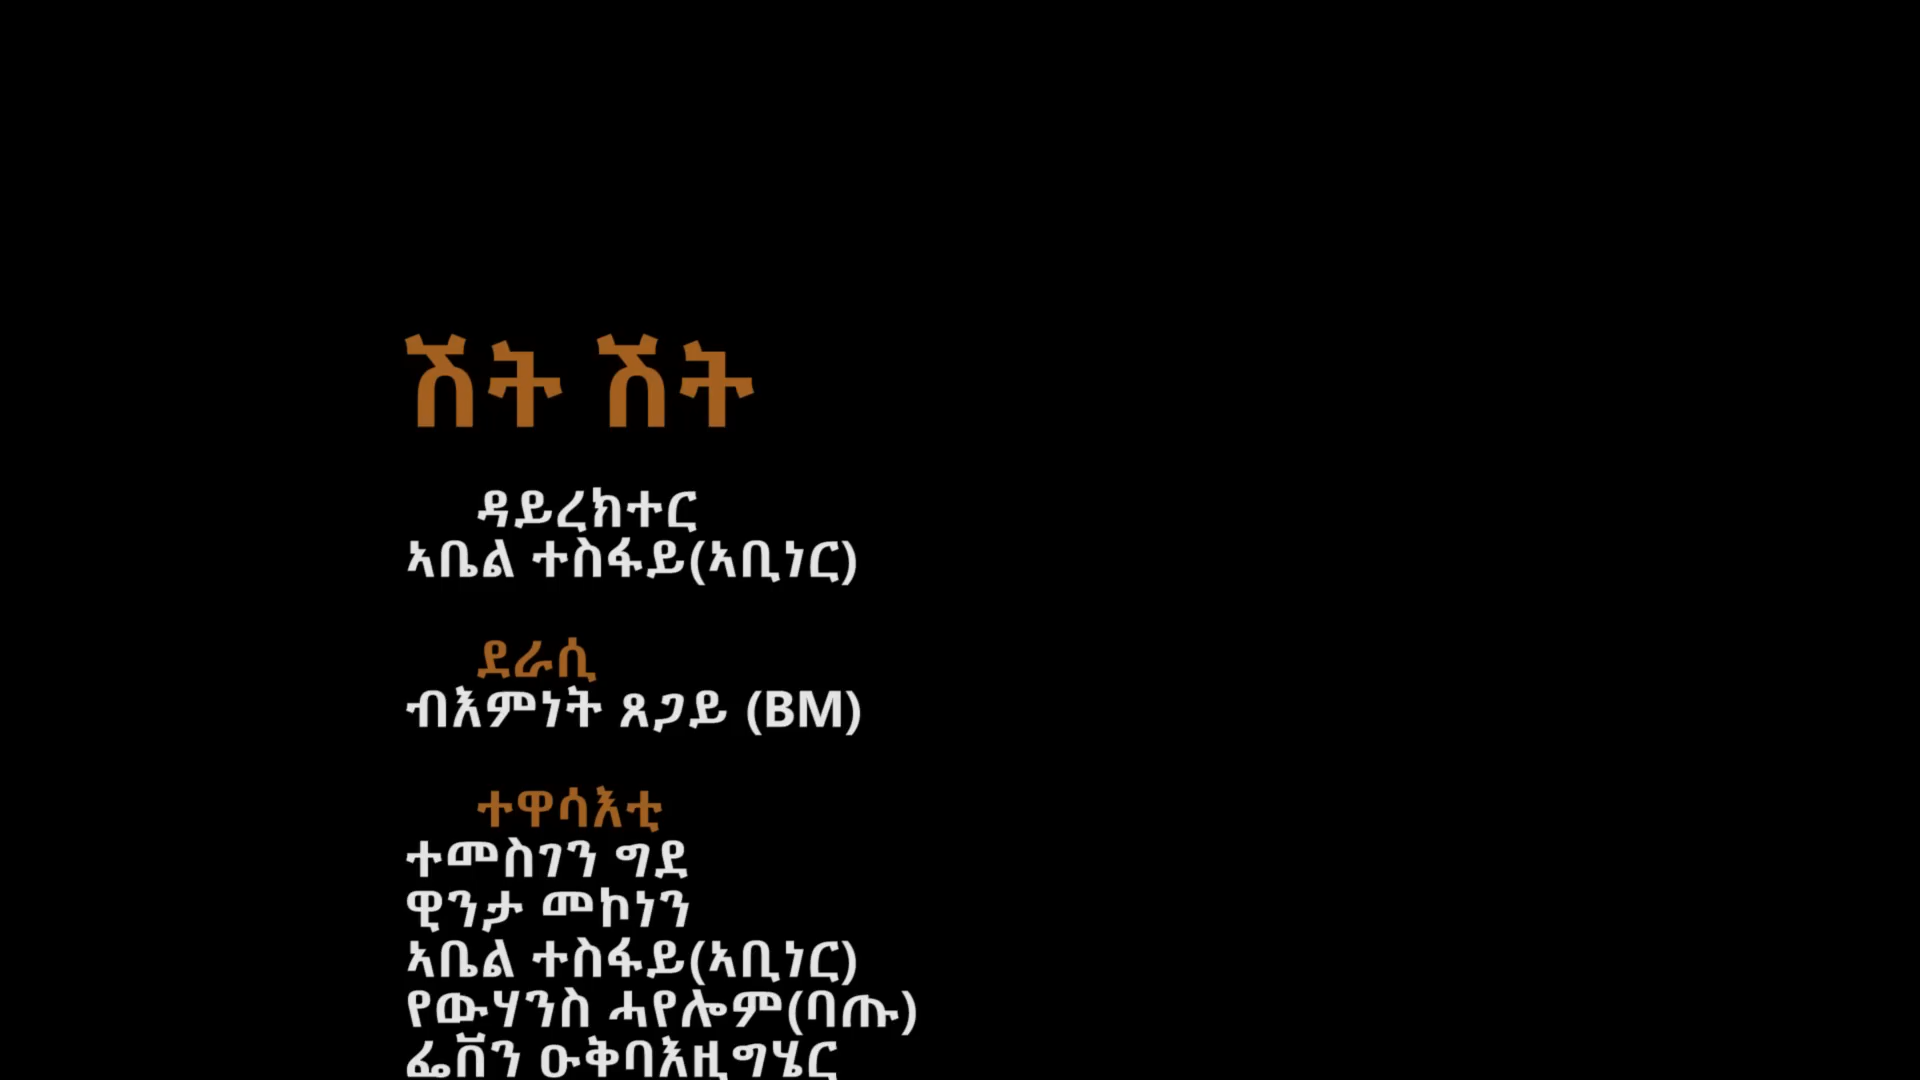 ሽት ሽት
ዳይረክተር
ኣቤል ተስፋይ(ኣቢነር)
ደራሲ
ብእምነት ጸጋይ (BM)
ተዋሳእቲ
ተመስገን ግደ
ዊንታ መኮነን
ኣቤል ተስፋይ(ኣቢነር)
የውሃንስ ሓየሎም(ባጡ)
ፌቨን ዑቅባእዚግሄር